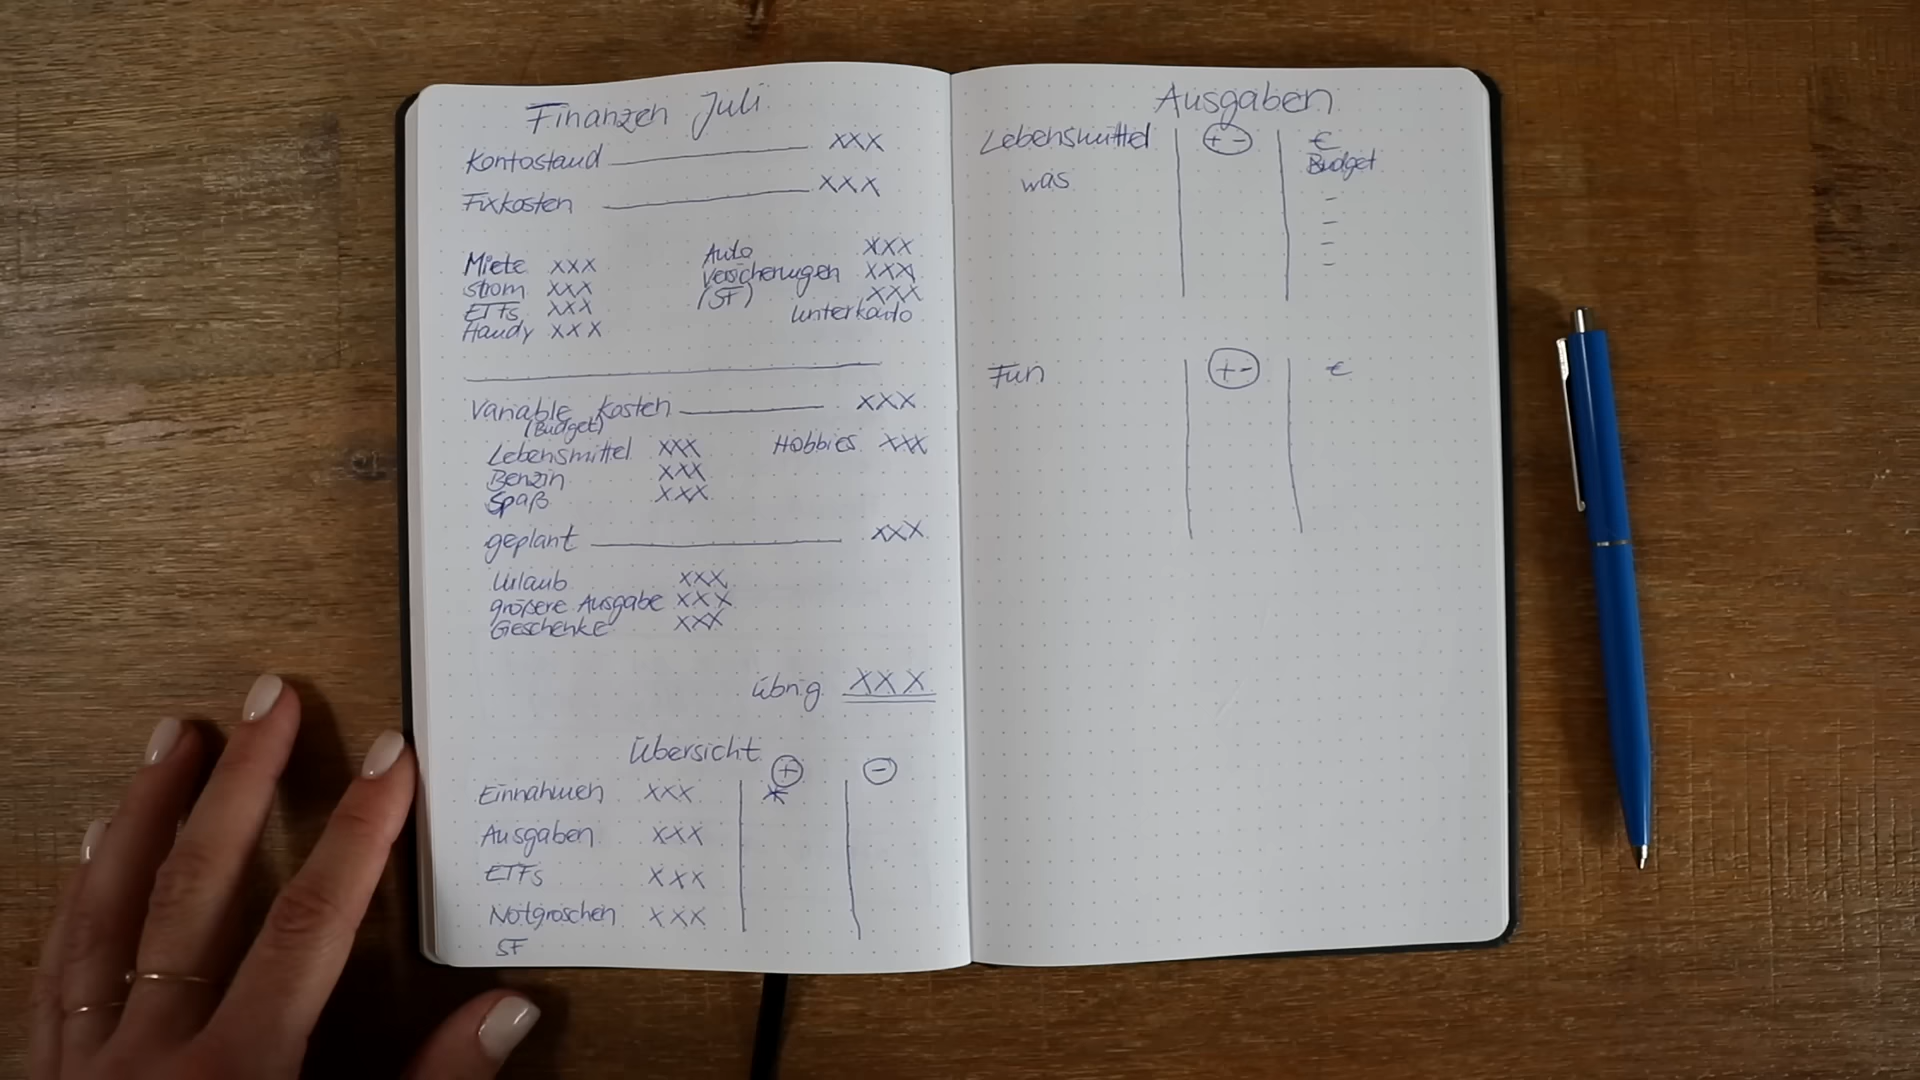 Finanzen Juli
Kontostand XXX
Fixkosten XXX
Miete XXX
Strom XXX
ETFs XXX
Handy XXX
Auto XXX
Versicherungen XXX
(SF) XXX
Unterkonto
Variable Kosten XXX
(Budget)
Lebensmittel XXX
Benzin XXX
Spaß XXX
Hobbies XXX
geplant XXX
Urlaub XXX
größere Ausgabe XXX
Geschenke XXX
übrig XXX
Übersicht
+ -
Einnahmen XXX
Ausgaben XXX
ETFs XXX
Notgroschen XXX
SF
Ausgaben
Lebensmittel + - €
Budget
was
-
-
-
-
Fun + - €